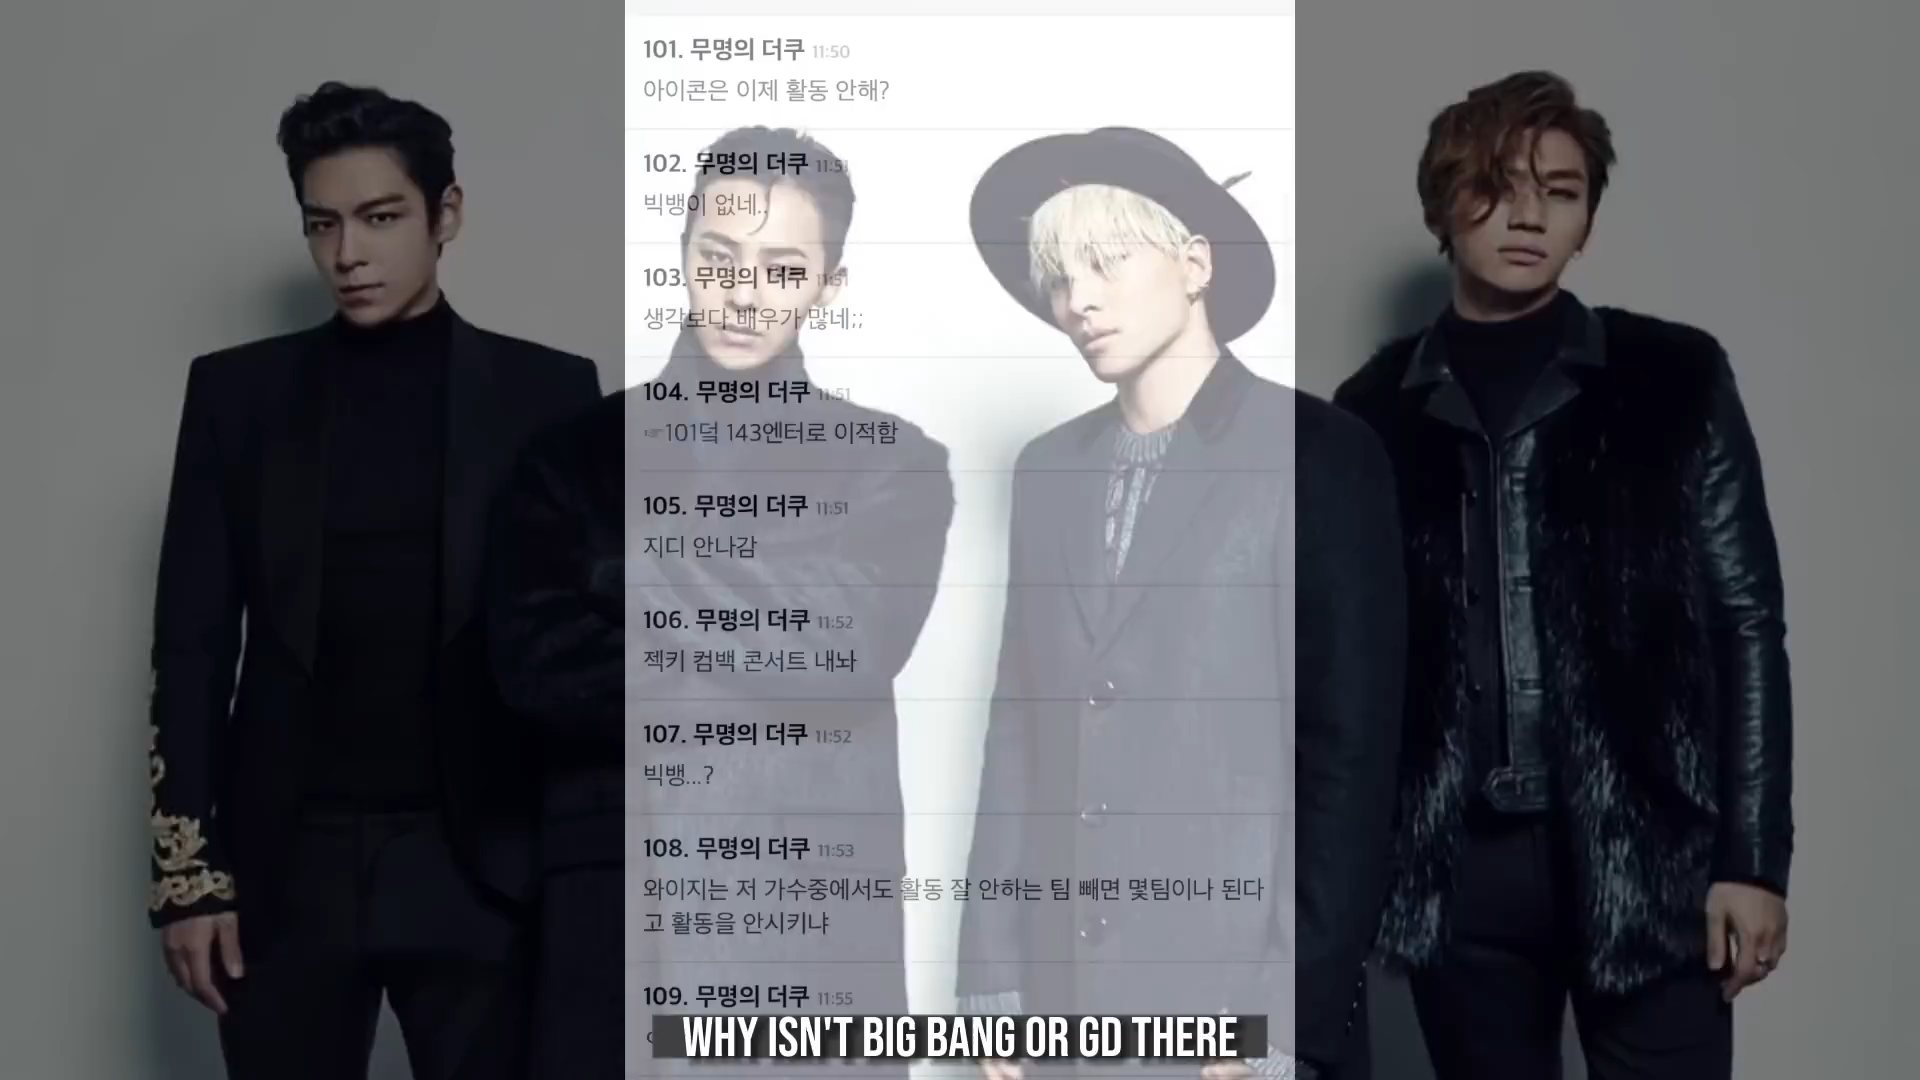 101. 무명의 더쿠 11:50
아이콘은 이제 활동 안해?
102. 무명의 더쿠 11:51
빅뱅이 없네..
103. 무명의 더쿠 11:51
생각보다 배우가 많네;;
104. 무명의 더쿠 11:51
☞101덬 143엔터로 이적함
105. 무명의 더쿠 11:51
지디 안나감
106. 무명의 더쿠 11:52
젝키 컴백 콘서트 내놔
107. 무명의 더쿠 11:52
빅뱅...?
108. 무명의 더쿠 11:53
와이지는 저 가수중에서도 활동 잘 안하는 팀 빼면 몇팀이나 된다
고 활동을 안시키냐
109. 무명의 더쿠 11:55
WHY ISN'T BIG BANG OR GD THERE